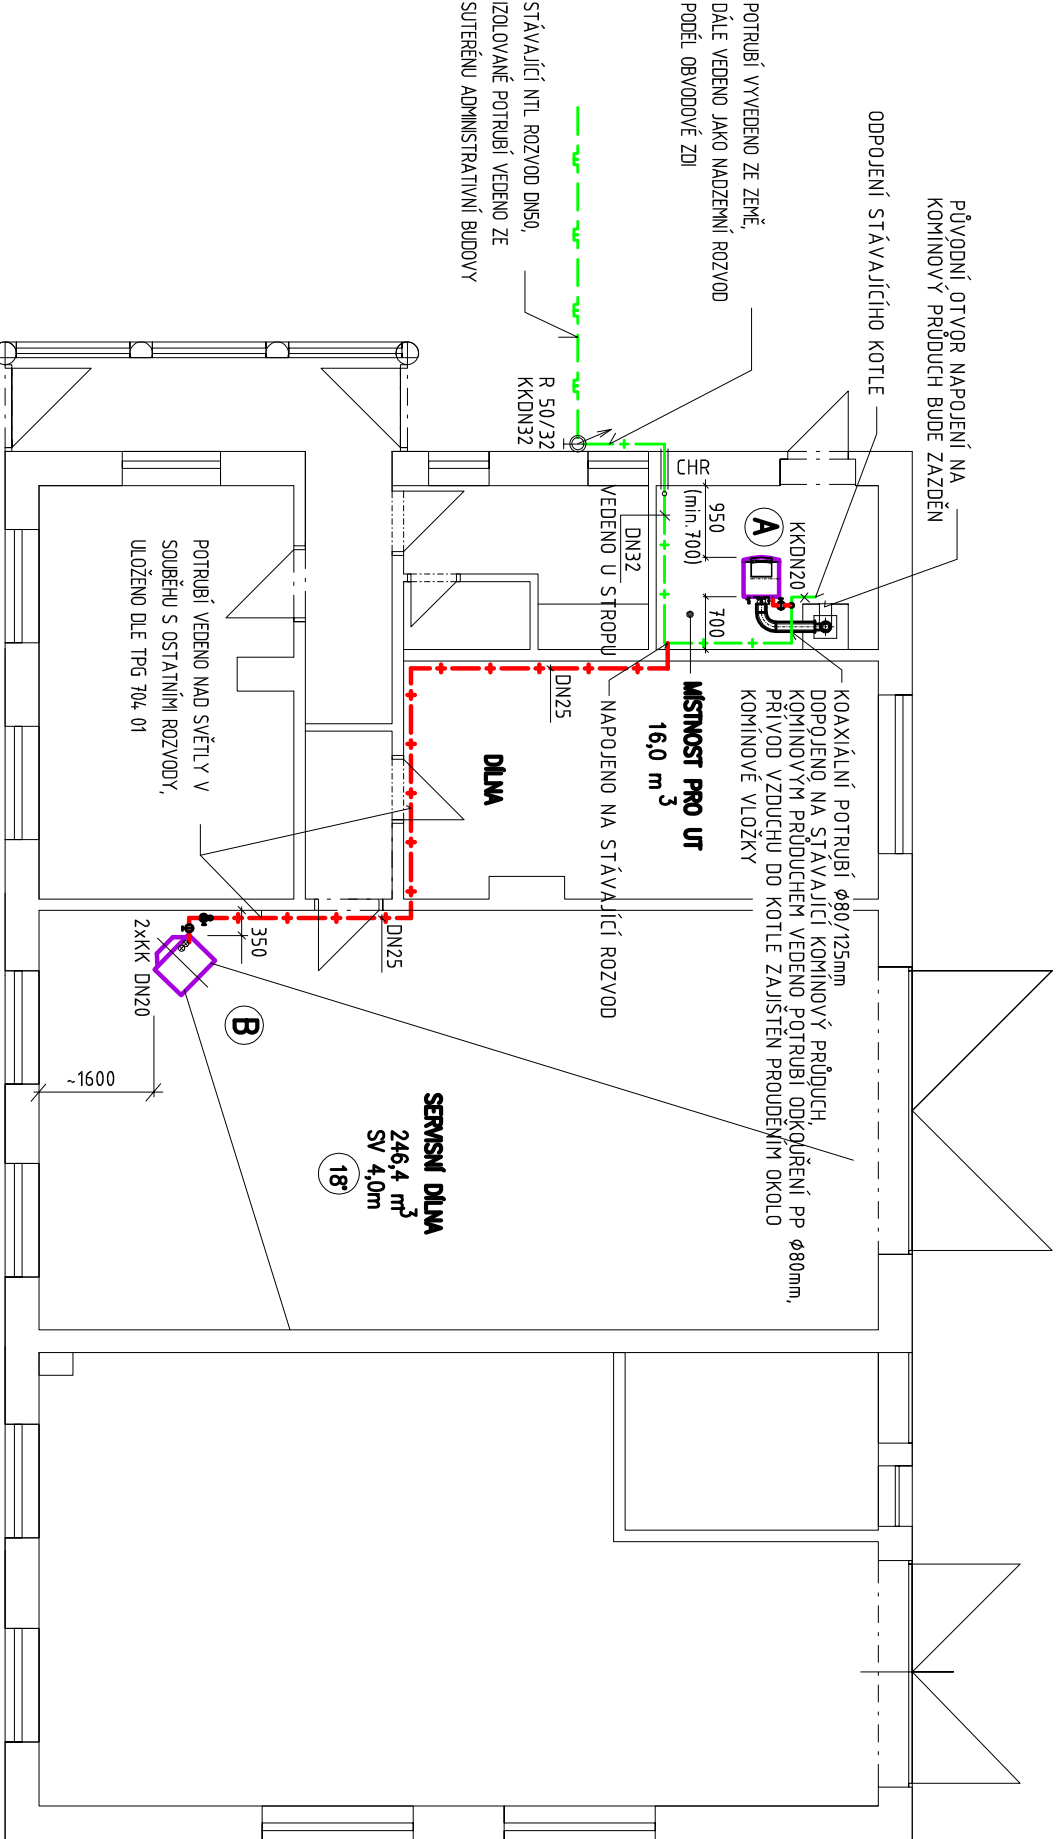 PŮVODNÍ OTVOR NAPOJENÍ NA
KOMÍNOVÝ PRŮDUCH BUDE ZAZDĚN
ODPOJENÍ STÁVAJÍCÍHO KOTLE
POTRUBÍ VYVEDENO ZE ZEMĚ,
DÁLE VEDENO JAKO NADZEMNÍ ROZVOD
PODÉL OBVODOVÉ ZDI
STÁVAJÍCÍ NTL ROZVOD DN50,
IZOLOVANÉ POTRUBÍ VEDENO ZE
SUTERÉNU ADMINISTRATIVNÍ BUDOVY
R 50/32
KKDN32
CHR
950
(min.700)
A
KKDN20
700
DN32
VEDENO U STROPU
KOAXIÁLNÍ POTRUBÍ Ø80/125mm
DOPOJENO NA STÁVAJÍCÍ KOMÍNOVÝ PRŮDUCH,
KOMÍNOVÝM PRŮDUCHEM VEDENO POTRUBÍ ODKOUŘENÍ PP Ø80mm,
PŘÍVOD VZDUCHU DO KOTLE ZAJIŠTĚN PROUDĚNÍM OKOLO
KOMÍNOVÉ VLOŽKY
MÍSTNOST PRO UT
16,0 m³
NAPOJENO NA STÁVAJÍCÍ ROZVOD
DN25
DÍLNA
POTRUBÍ VEDENO NAD SVĚTLY V
SOUBĚHU S OSTATNÍMI ROZVODY,
ULOŽENO DLE TPG 704 01
DN25
350
2xKK DN20
B
~1600
SERVISNÍ DÍLNA
246,4 m³
SV 4,0m
18°